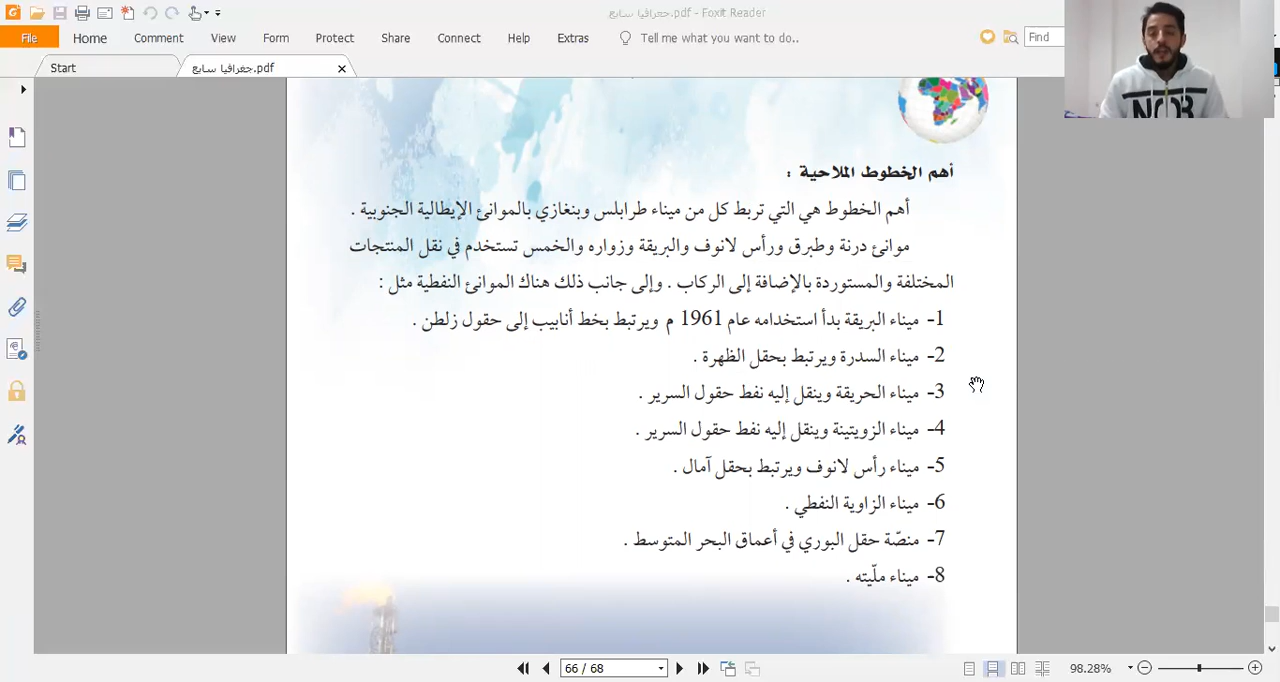 جغرافيا سابع.pdf - Foxit Reader
File Home Comment View Form Protect Share Connect Help Extras Tell me what you want to do.. Find
Start جغرافيا سابع.pdf
أهم الخطوط الملاحية :
أهم الخطوط هي التي تربط كل من ميناء طرابلس وبنغازي بالموانئ الإيطالية الجنوبية .
موانئ درنة وطبرق ورأس لانوف والبريقة وزواره والخمس تستخدم في نقل المنتجات
المختلفة والمستوردة بالإضافة إلى الركاب . وإلى جانب ذلك هناك الموانئ النفطية مثل :
1- ميناء البريقة بدأ استخدامه عام 1961 م ويرتبط بخط أنابيب إلى حقول زلطن .
2- ميناء السدرة ويرتبط بحقل الظهرة .
3- ميناء الحريقة وينقل إليه نفط حقول السرير .
4- ميناء الزويتينة وينقل إليه نفط حقول السرير .
5- ميناء رأس لانوف ويرتبط بحقل آمال .
6- ميناء الزاوية النفطي .
7- منصّة حقل البوري في أعماق البحر المتوسط .
8- ميناء ملّيته .
66 / 68 98.28%